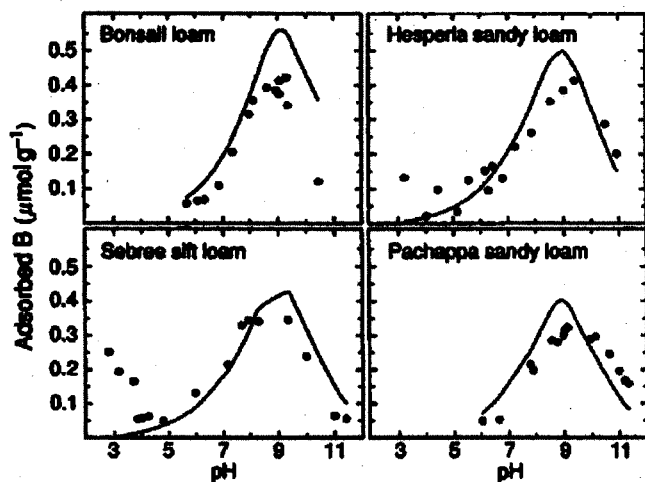 Bonsall loam
Hesperia sandy loam
0.5
0.4
0.3
0.2
0.1
Sebree silt loam
Pachappa sandy loam
0.5
0.4
0.3
0.2
0.1
Adsorbed B (μmol g⁻¹)
3 5 7 9 11
3 5 7 9 11
pH
pH